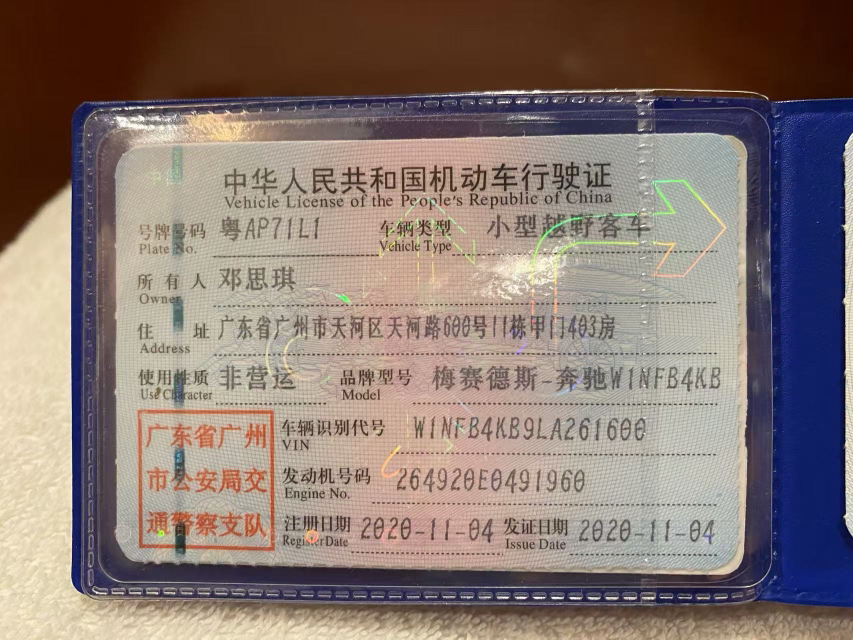 中华人民共和国机动车行驶证
Vehicle License of the People's Republic of China
号牌号码 粤AP71L1 车辆类型 小型越野客车
Plate No. Vehicle Type
所有人 邓思琪
Owner
住址 广东省广州市天河区天河路600号11栋甲门403房
Address
使用性质 非营运 品牌型号 梅赛德斯-奔驰W1NFB4KB
Use Character Model
广东省广州
市公安局交
通警察支队
车辆识别代号 W1NFB4KB9LA261600
VIN
发动机号码 264920E0491960
Engine No.
注册日期 2020-11-04 发证日期 2020-11-04
Register Date Issue Date